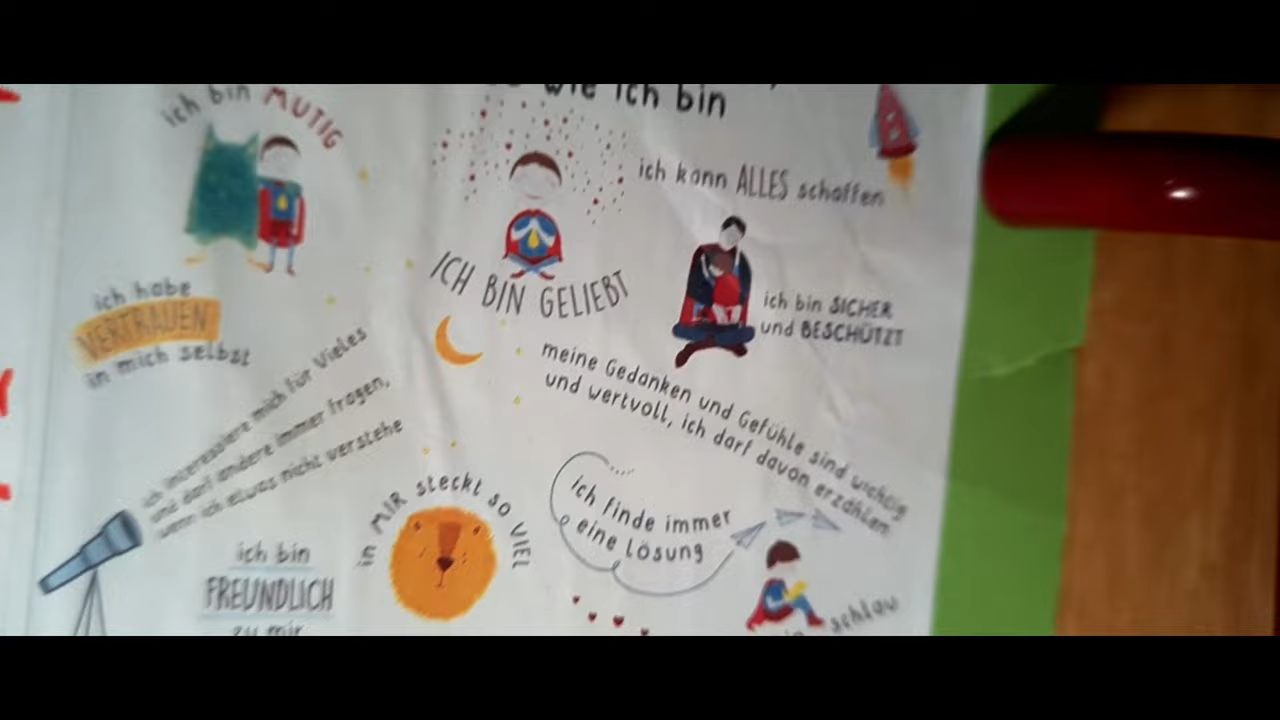 wie ich bin
ich bin MUTIG
ich kann ALLES schaffen
ICH BIN GELIEBT
ich bin SICHER
und BESCHÜTZT
ich habe
VERTRAUEN
in mich selbst
ich interessiere mich für Vieles
und darf andere immer fragen,
wenn ich etwas nicht verstehe
meine Gedanken und Gefühle sind wichtig
und wertvoll, ich darf davon erzählen
in MIR steckt so VIEL
ich finde immer
eine Lösung
ich bin
FREUNDLICH
zu mir
schlau